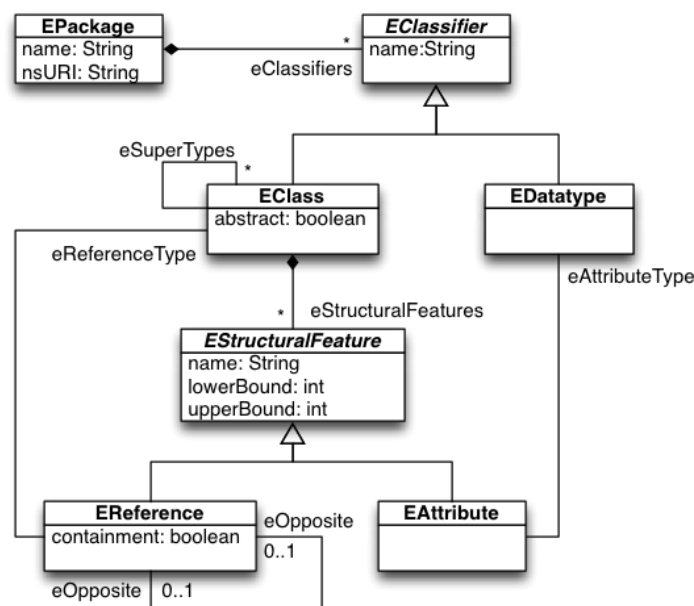 EPackage
name: String
nsURI: String
*
eClassifiers
EClassifier
name:String
eSuperTypes
*
EClass
abstract: boolean
EDatatype
eReferenceType
eAttributeType
*
eStructuralFeatures
EStructuralFeature
name: String
lowerBound: int
upperBound: int
EReference
containment: boolean
eOpposite
0..1
EAttribute
eOpposite
0..1